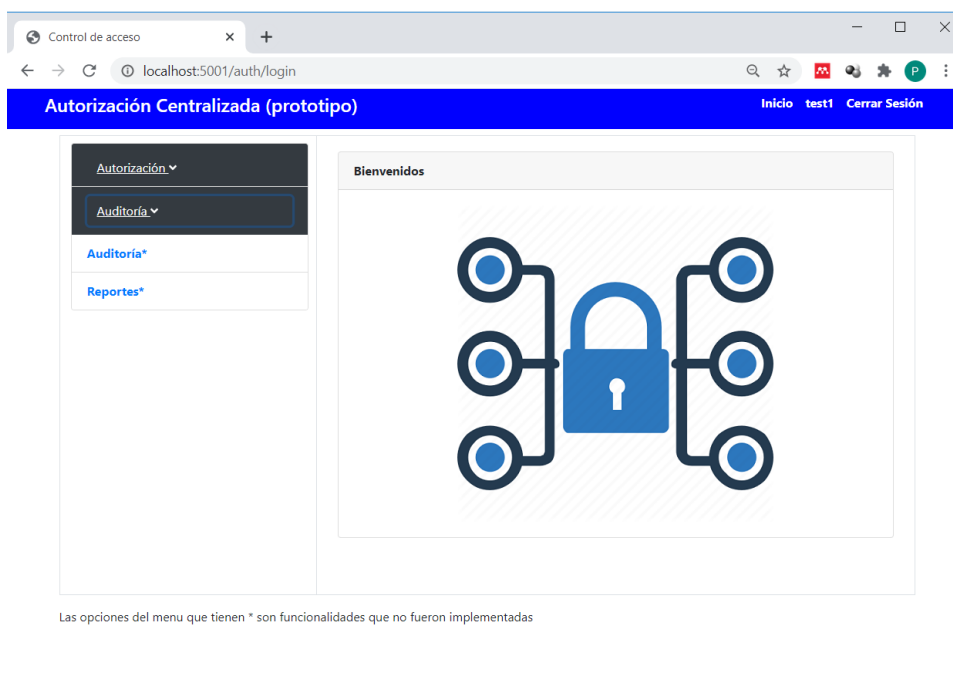 Control de acceso
localhost:5001/auth/login
P
Autorización Centralizada (prototipo)
Inicio test1 Cerrar Sesión
Autorización
Auditoría
Auditoría*
Reportes*
Bienvenidos
Las opciones del menu que tienen * son funcionalidades que no fueron implementadas